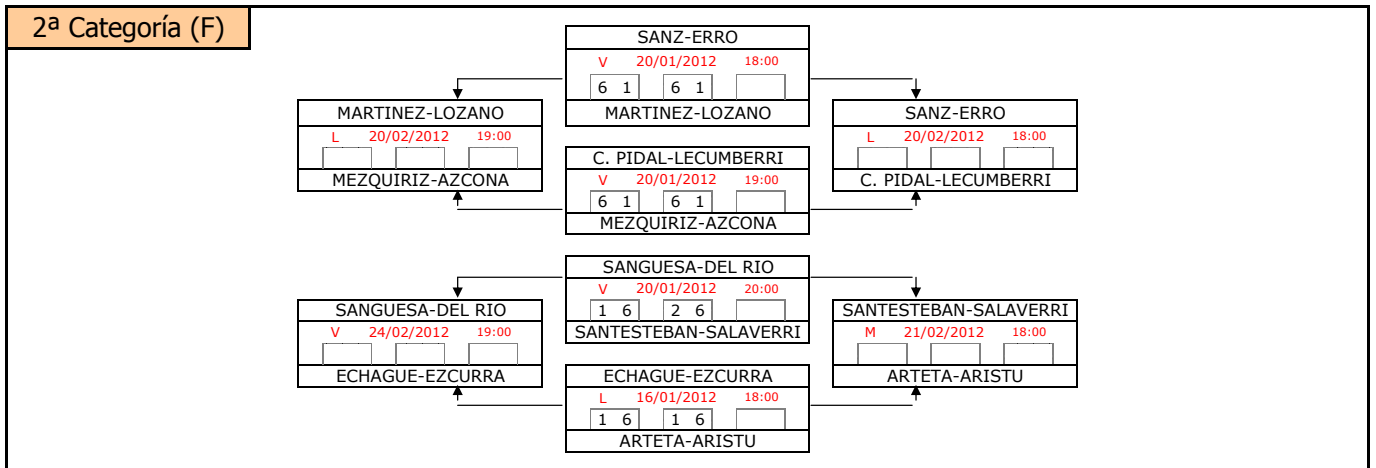 2ª Categoría (F)
SANZ-ERRO
V 20/01/2012 18:00
6 1 6 1
MARTINEZ-LOZANO
MARTINEZ-LOZANO
L 20/02/2012 19:00
MEZQUIRIZ-AZCONA
SANZ-ERRO
L 20/02/2012 18:00
C. PIDAL-LECUMBERRI
C. PIDAL-LECUMBERRI
V 20/01/2012 19:00
6 1 6 1
MEZQUIRIZ-AZCONA
SANGUESA-DEL RIO
V 20/01/2012 20:00
1 6 2 6
SANTESTEBAN-SALAVERRI
SANGUESA-DEL RIO
V 24/02/2012 19:00
ECHAGUE-EZCURRA
SANTESTEBAN-SALAVERRI
M 21/02/2012 18:00
ARTETA-ARISTU
ECHAGUE-EZCURRA
L 16/01/2012 18:00
1 6 1 6
ARTETA-ARISTU